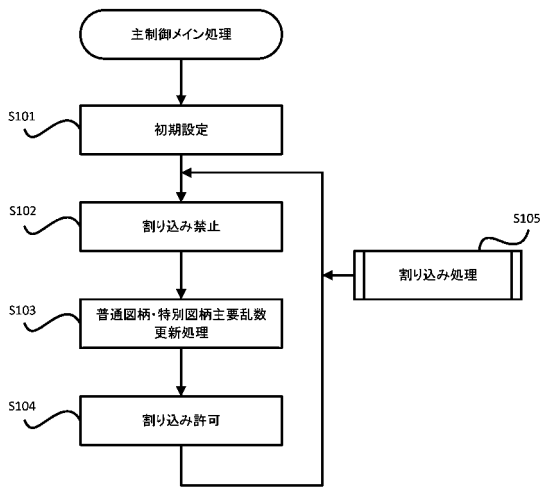 主制御メイン処理
S101
初期設定
S102
割り込み禁止
S105
割り込み処理
S103
普通図柄・特別図柄主要乱数
更新処理
S104
割り込み許可